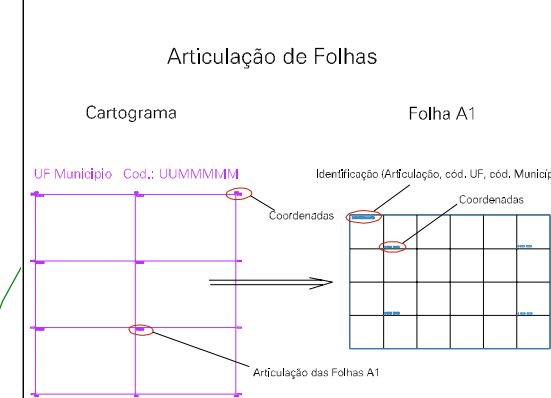 Articulação de Folhas
Cartograma
Folha A1
UF Municipio Cod.: UUMMMMM
Identificação (Articulação, cód. UF, cód. Municíp
Coordenadas
Coordenadas
Articulação das Folhas A1